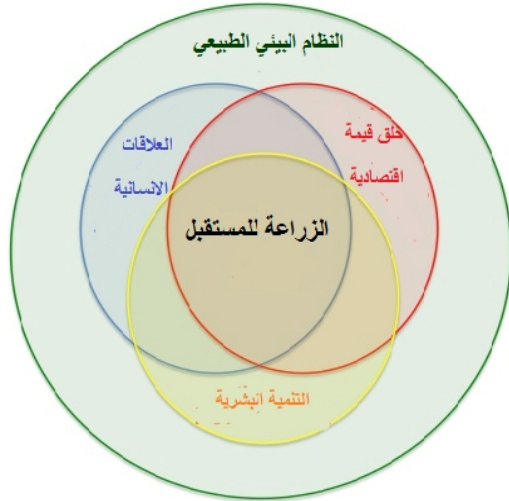 النظام البيئي الطبيعي
خلق قيمة
اقتصادية
العلاقات
الانسانية
الزراعة للمستقبل
التنمية البشرية